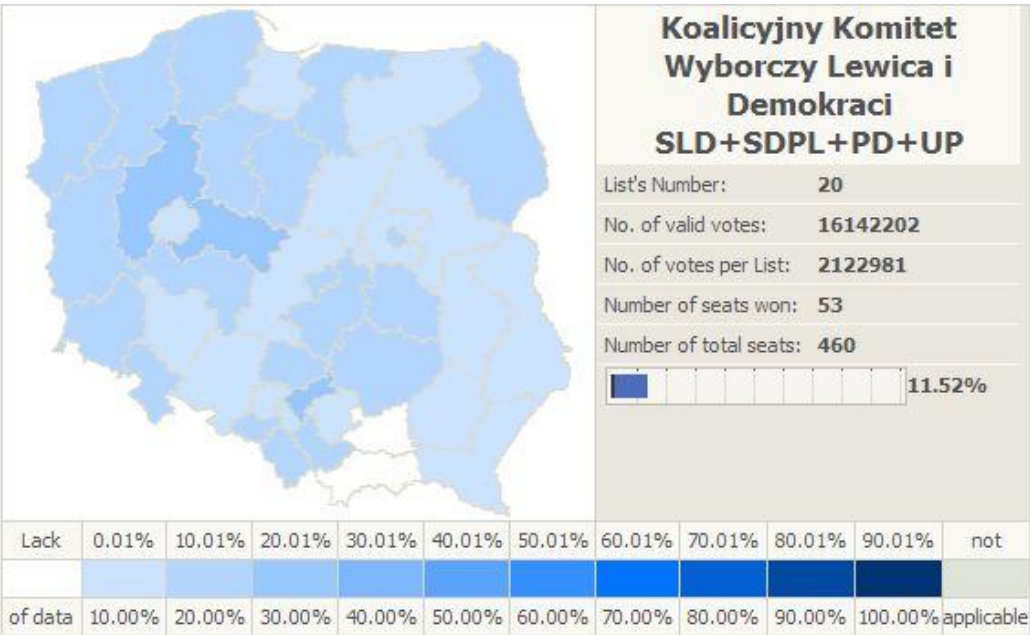 Koalicyjny Komitet
Wyborczy Lewica i
Demokraci
SLD+SDPL+PD+UP
List's Number: 20
No. of valid votes: 16142202
No. of votes per List: 2122981
Number of seats won: 53
Number of total seats: 460
11.52%
Lack 0.01% 10.01% 20.01% 30.01% 40.01% 50.01% 60.01% 70.01% 80.01% 90.01% not
of data 10.00% 20.00% 30.00% 40.00% 50.00% 60.00% 70.00% 80.00% 90.00% 100.00% applicable